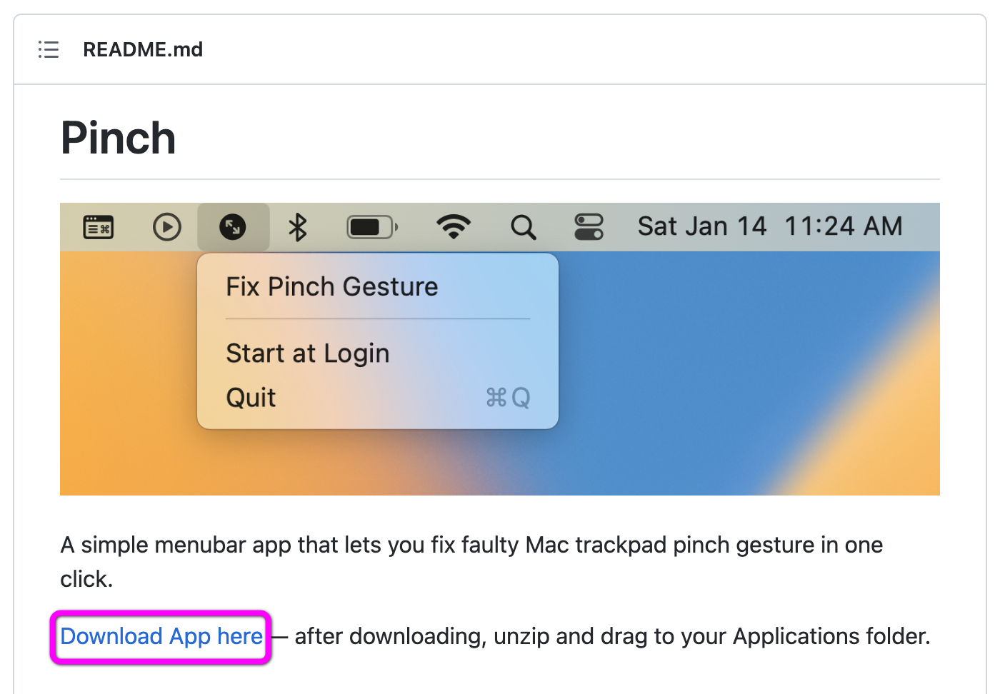 README.md
Pinch
Sat Jan 14 11:24 AM
Fix Pinch Gesture
Start at Login
Quit ⌘Q
A simple menubar app that lets you fix faulty Mac trackpad pinch gesture in one
click.
Download App here — after downloading, unzip and drag to your Applications folder.